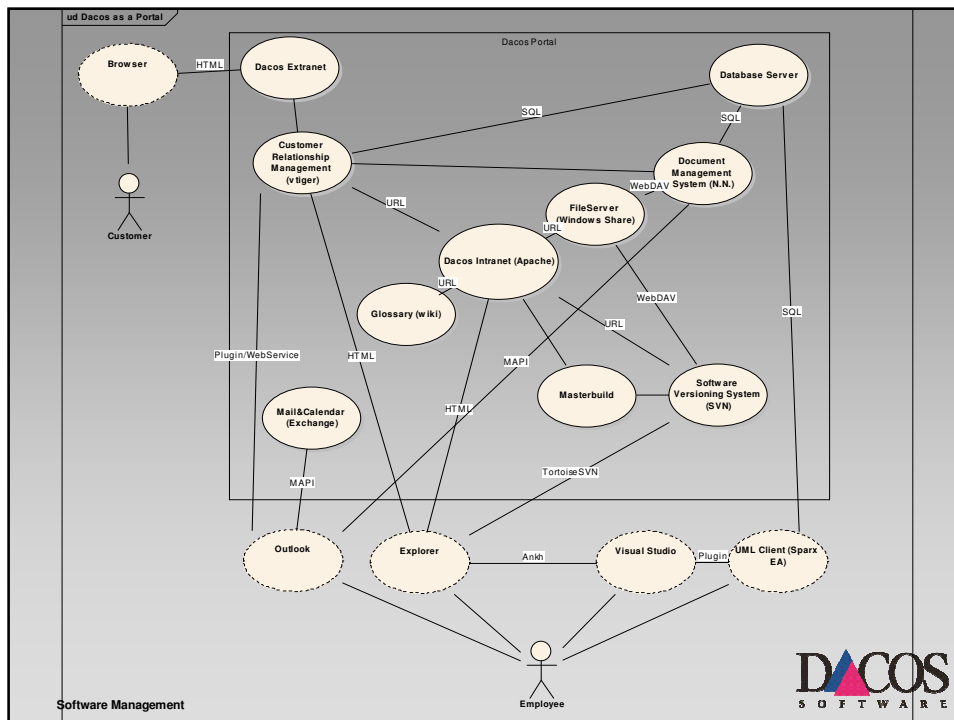 ud Dacos as a Portal
Dacos Portal
Browser
HTML
Dacos Extranet
Database Server
SQL
SQL
Customer
Relationship
Management
(vtiger)
Document
Management
System (N.N.)
WebDAV
FileServer
(Windows Share)
URL
URL
Customer
Dacos Intranet (Apache)
URL
Glossary (wiki)
WebDAV
SQL
URL
Plugin/WebService
HTML
MAPI
Masterbuild
Software
Versioning System
(SVN)
Mail&Calendar
(Exchange)
HTML
MAPI
TortoiseSVN
Outlook
Explorer
Ankh
Visual Studio
Plugin
UML Client (Sparx
EA)
Employee
Software Management
DACOS
SOFTWARE